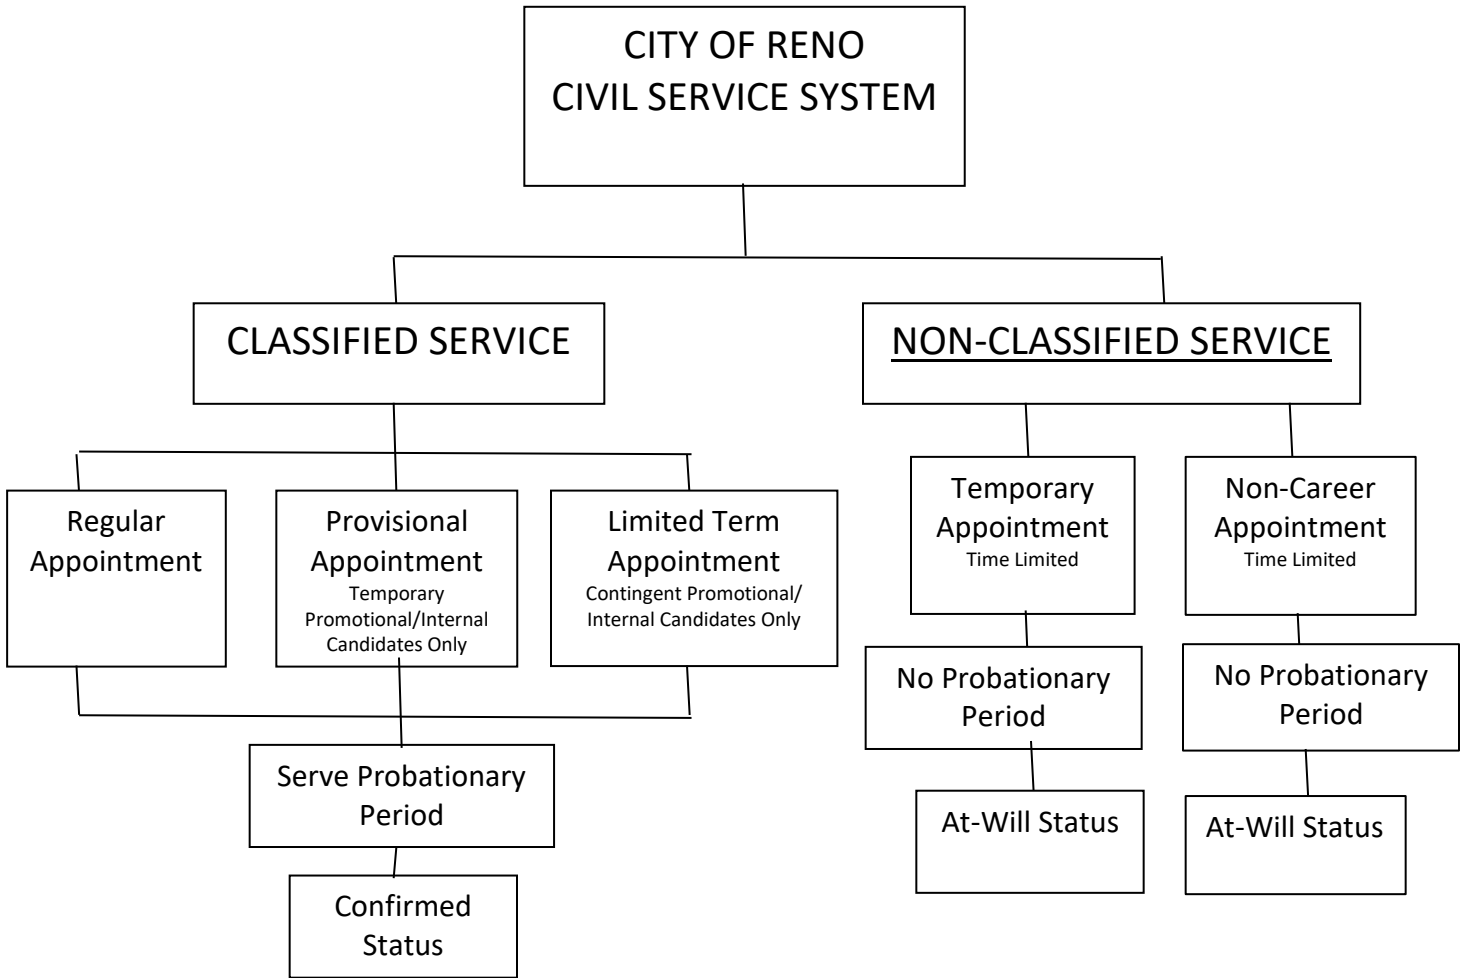 CITY OF RENO
CIVIL SERVICE SYSTEM
CLASSIFIED SERVICE
NON-CLASSIFIED SERVICE
Regular
Appointment
Provisional
Appointment
Temporary
Promotional/Internal
Candidates Only
Limited Term
Appointment
Contingent Promotional/
Internal Candidates Only
Temporary
Appointment
Time Limited
Non-Career
Appointment
Time Limited
No Probationary
Period
No Probationary
Period
Serve Probationary
Period
At-Will Status
At-Will Status
Confirmed
Status